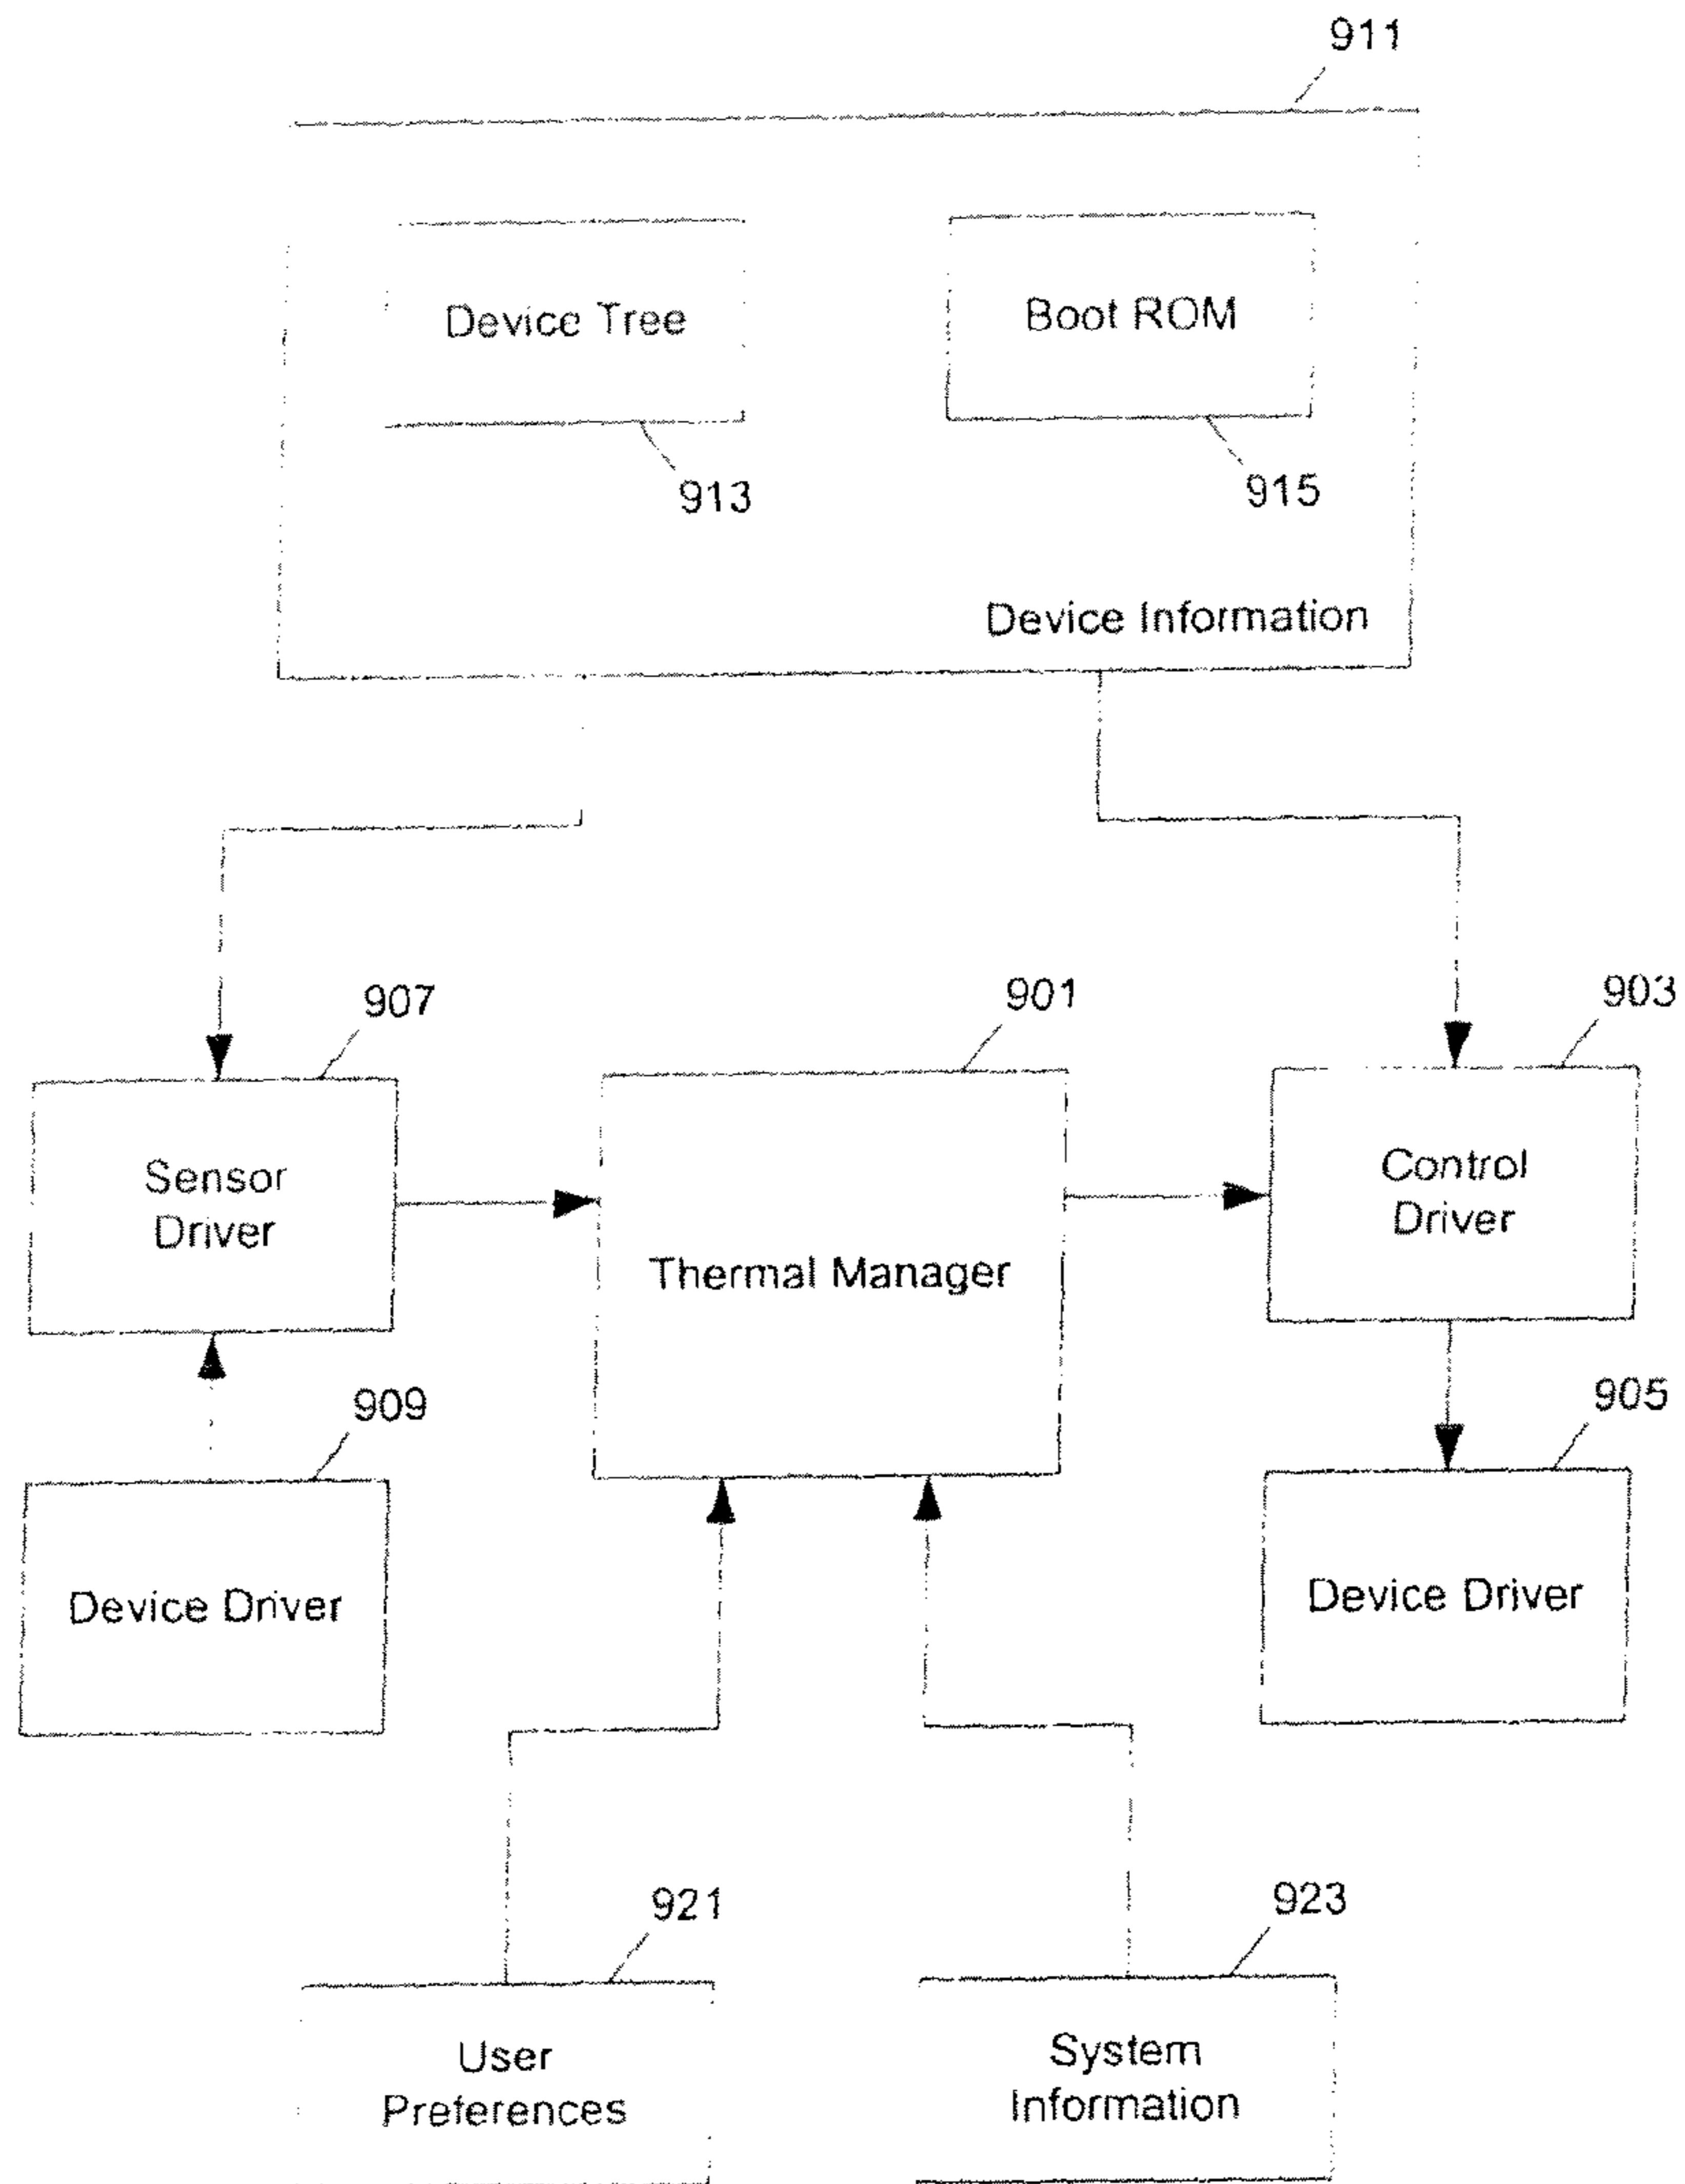 911
Device Tree
Boot ROM
913
915
Device Information
907
901
903
Sensor
Driver
Thermal Manager
Control
Driver
909
905
Device Driver
Device Driver
921
923
User
Preferences
System
Information